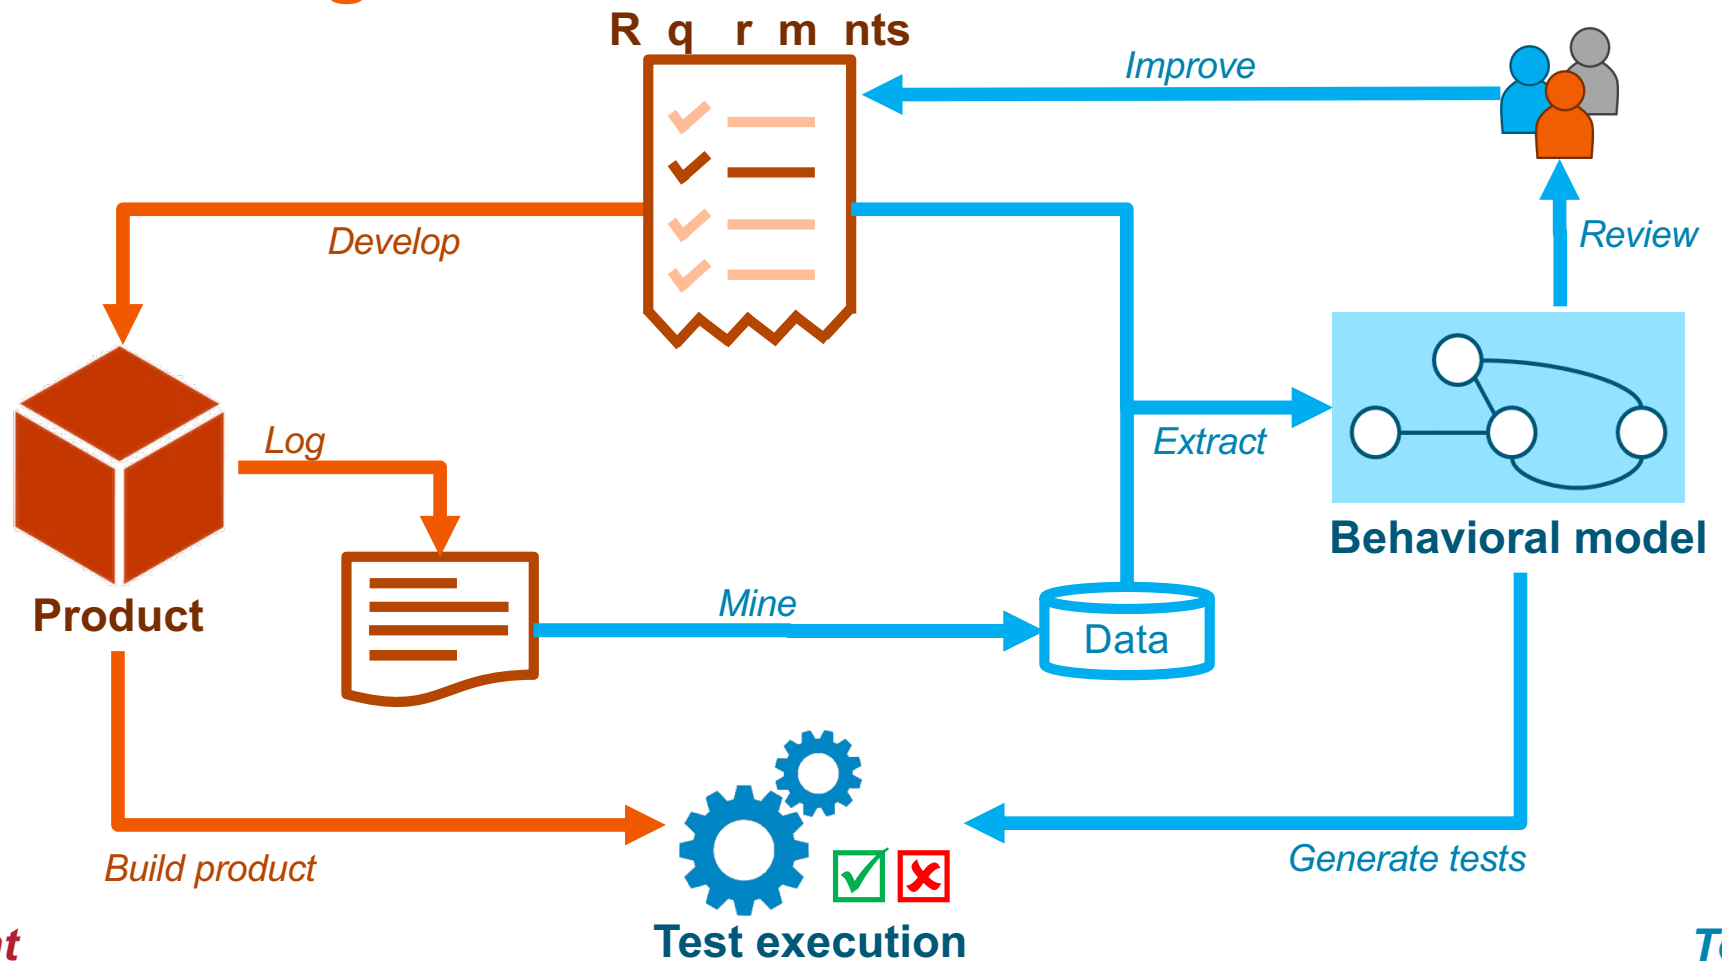 R q r m nts
Improve
Develop
Review
Log
Extract
Behavioral model
Mine
Product
Data
Build product
Generate tests
Test execution